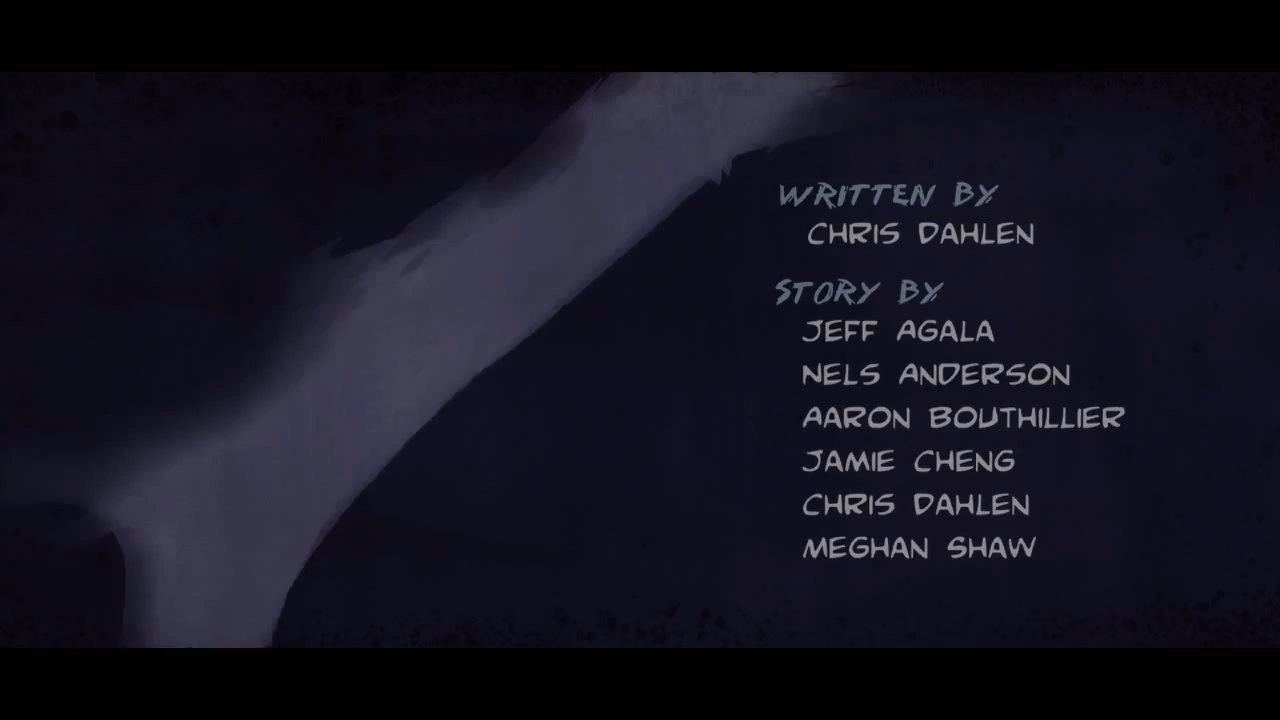 WRITTEN BY
CHRIS DAHLEN
STORY BY
JEFF AGALA
NELS ANDERSON
AARON BOUTHILLIER
JAMIE CHENG
CHRIS DAHLEN
MEGHAN SHAW